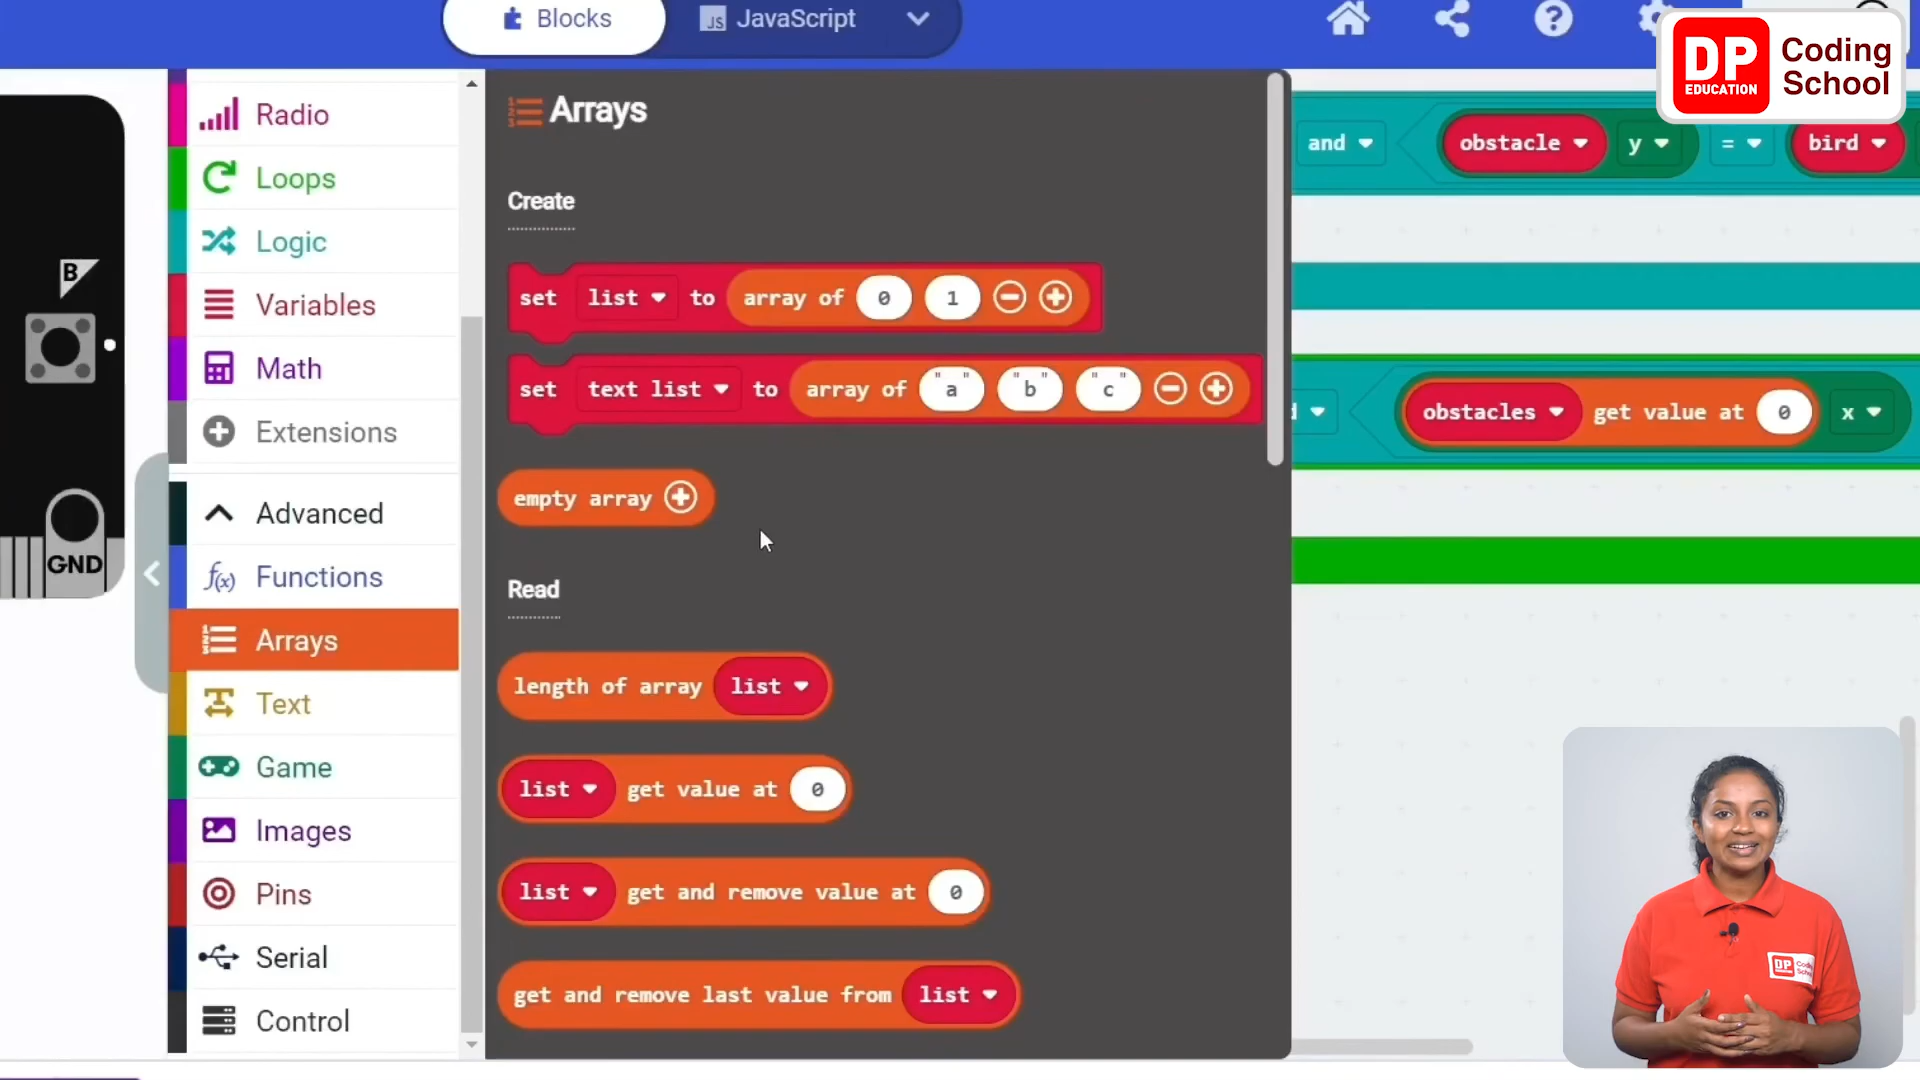 Blocks
JS JavaScript
DP
EDUCATION
Coding
School
Radio
Loops
Logic
Variables
Math
Extensions
Advanced
Functions
Arrays
Text
Game
Images
Pins
Serial
Control
B
GND
Arrays
Create
set list to array of 0 1
set text list to array of "a" "b" "c"
empty array
Read
length of array list
list get value at 0
list get and remove value at 0
get and remove last value from list
and obstacle y = bird
obstacles get value at 0 x
DP